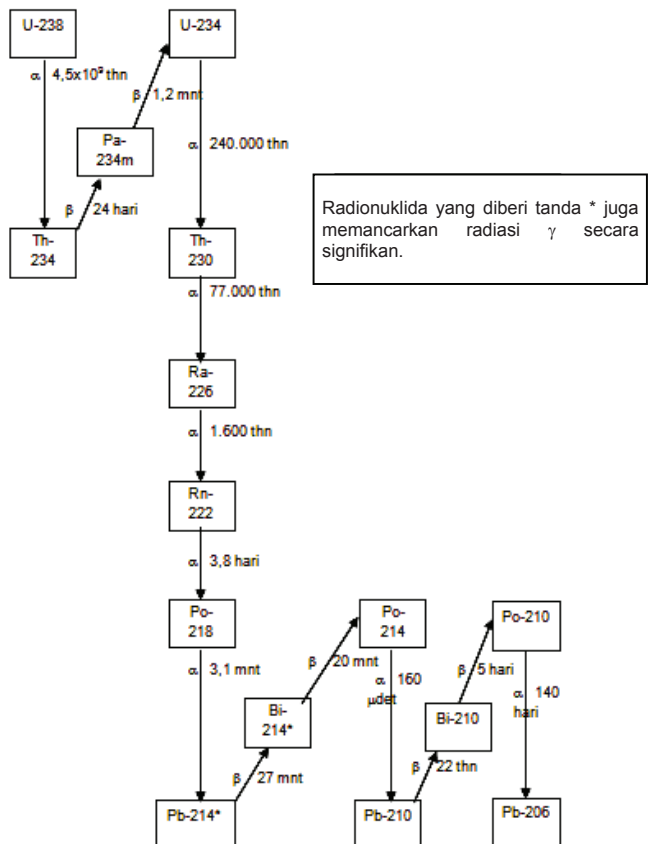 U-238
U-234
α 4,5x10⁹ thn
β 1,2 mnt
Pa-
234m
α 240.000 thn
β 24 hari
Th-
234
Th-
230
Radionuklida yang diberi tanda * juga
memancarkan radiasi γ secara
signifikan.
α 77.000 thn
Ra-
226
α 1.600 thn
Rn-
222
α 3,8 hari
Po-
218
Po-
214
Po-210
α 3,1 mnt
β 20 mnt
α 160
µdet
β 5 hari
α 140
hari
Bi-
214*
Bi-210
β 27 mnt
β 22 thn
Pb-214*
Pb-210
Pb-206